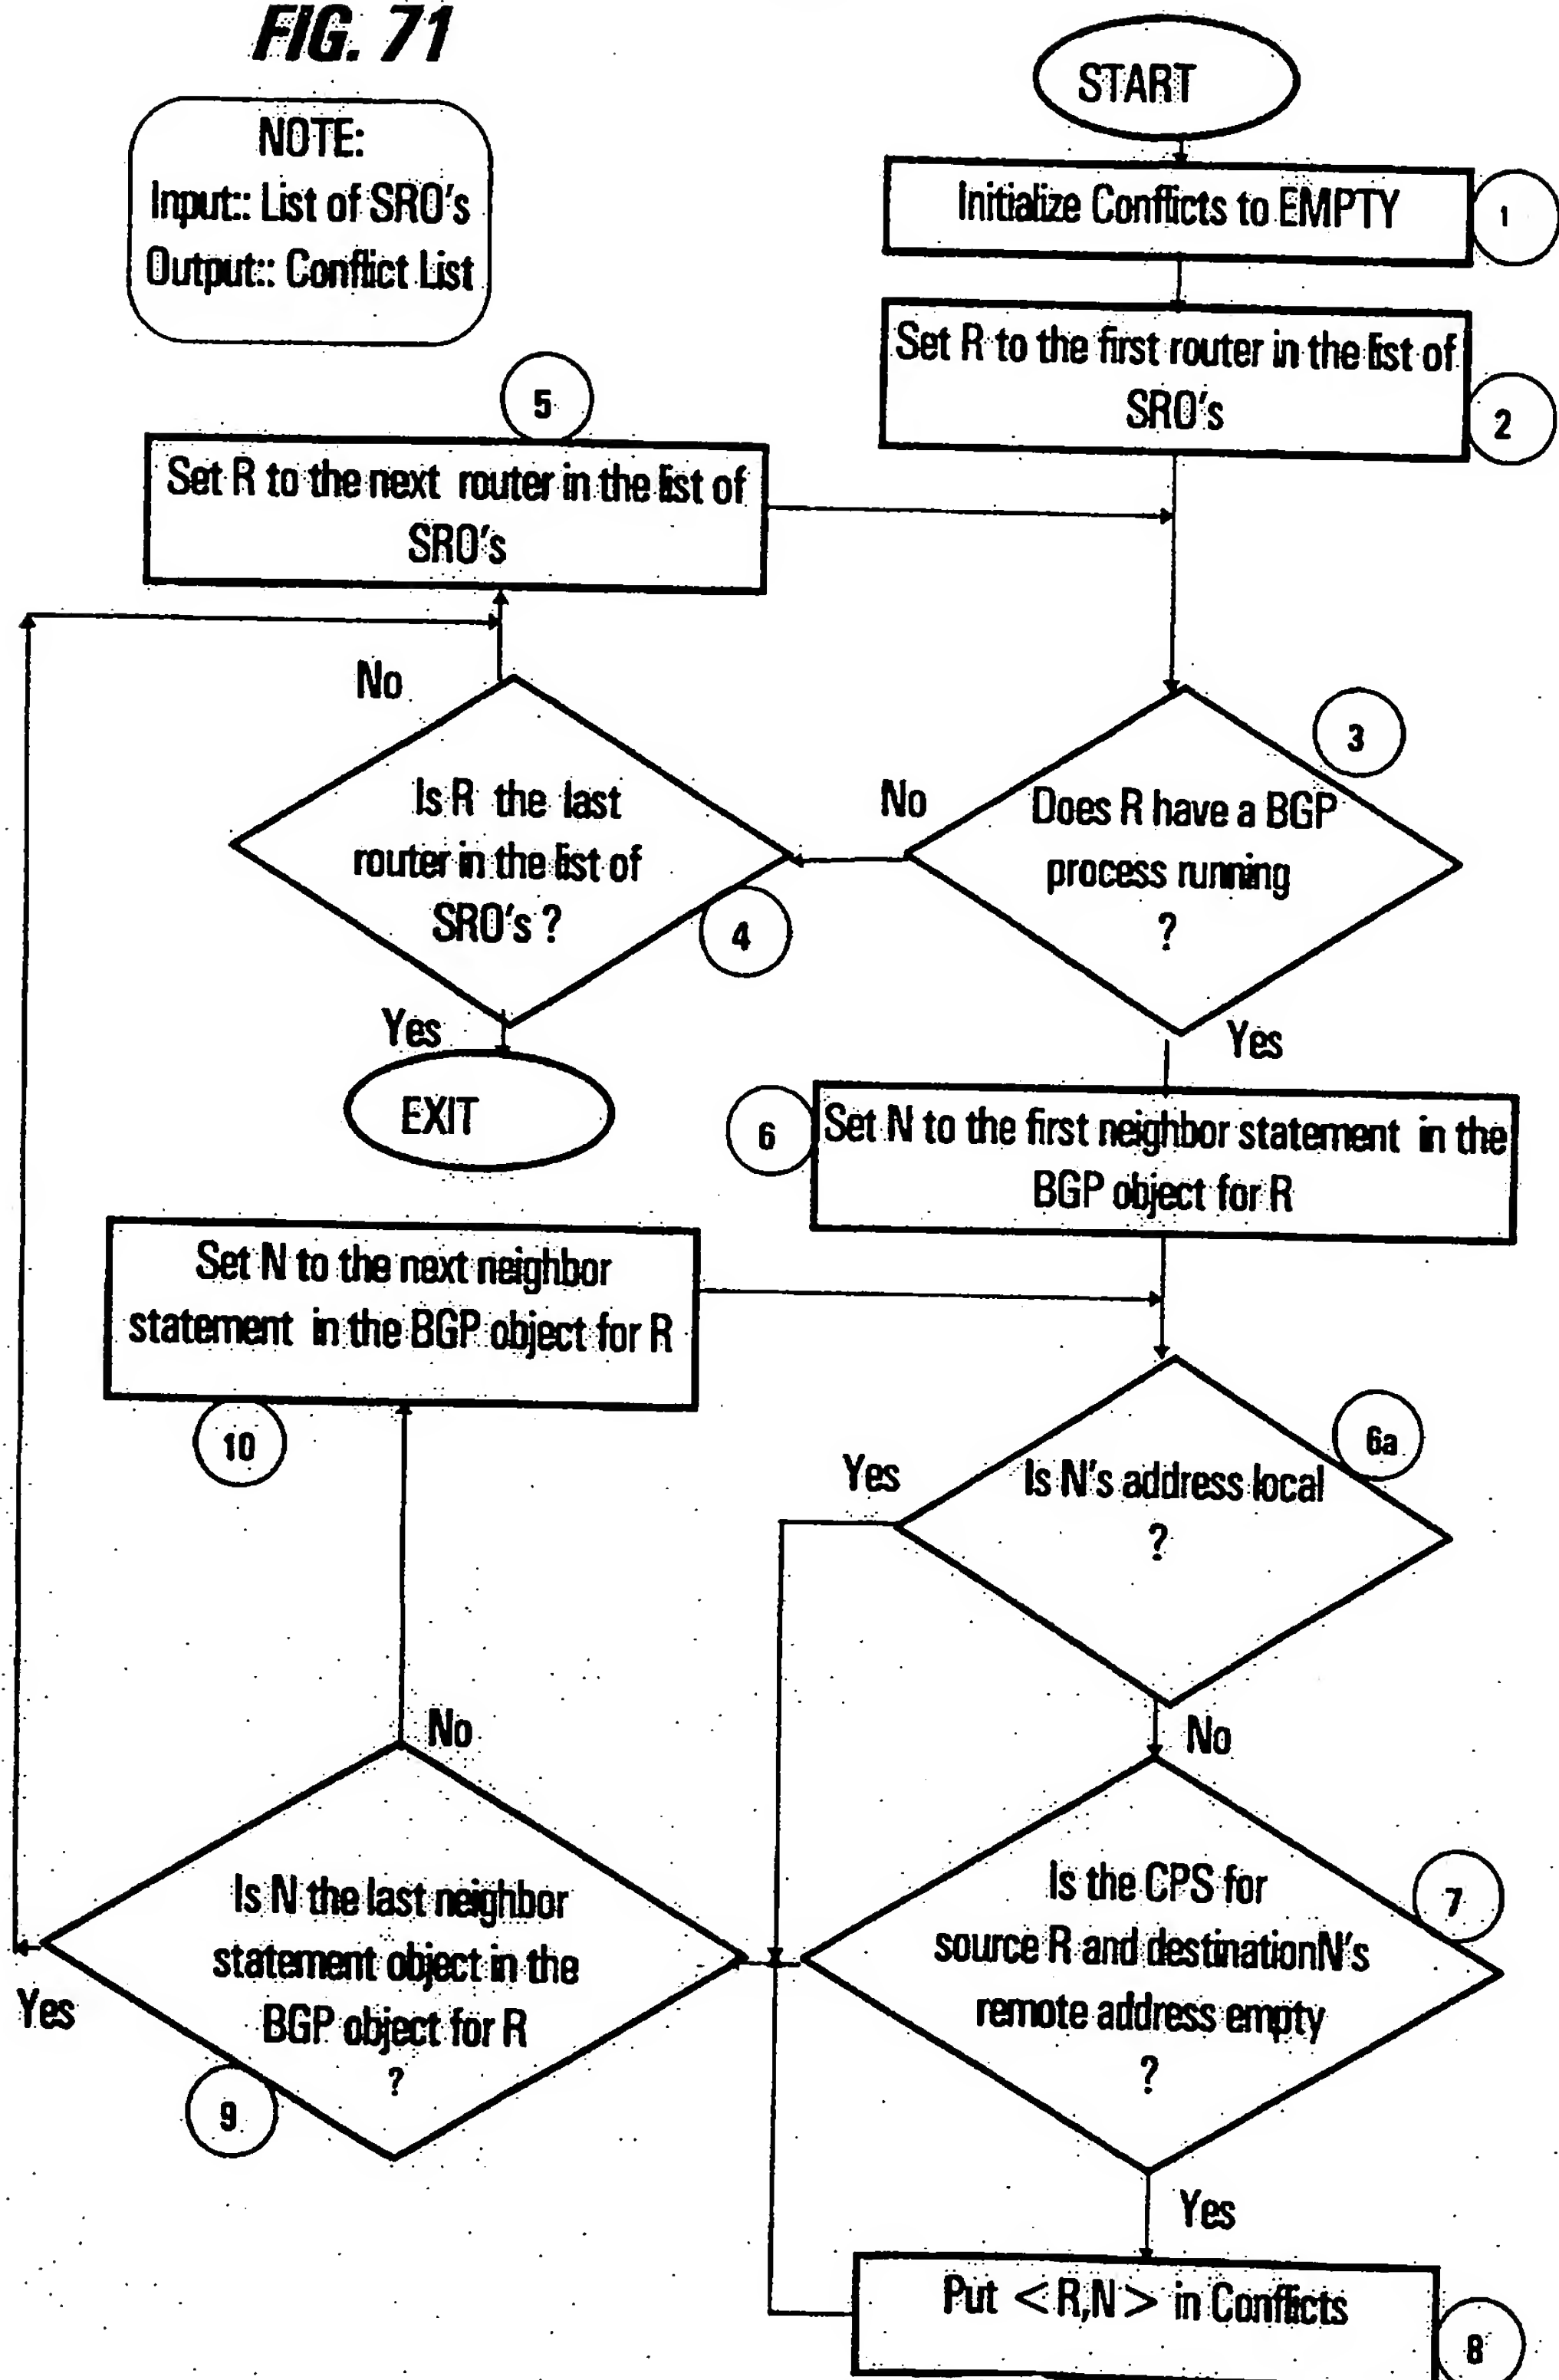 FIG. 71
NOTE:
Input:: List of SRO's
Output:: Conflict List
START
Initialize Conflicts to EMPTY
1
Set R to the first router in the list of
SRO's
2
5
Set R to the next router in the list of
SRO's
No
Is R the last
router in the list of
SRO's ?
4
Yes
EXIT
3
No
Does R have a BGP
process running
?
Yes
6
Set N to the first neighbor statement in the
BGP object for R
Set N to the next neighbor
statement in the BGP object for R
10
6a
Yes
Is N's address local
?
No
No
Is N the last neighbor
statement object in the
BGP object for R
?
Yes
9
Is the CPS for
source R and destinationN's
remote address empty
?
7
Yes
Put <R,N> in Conflicts
8